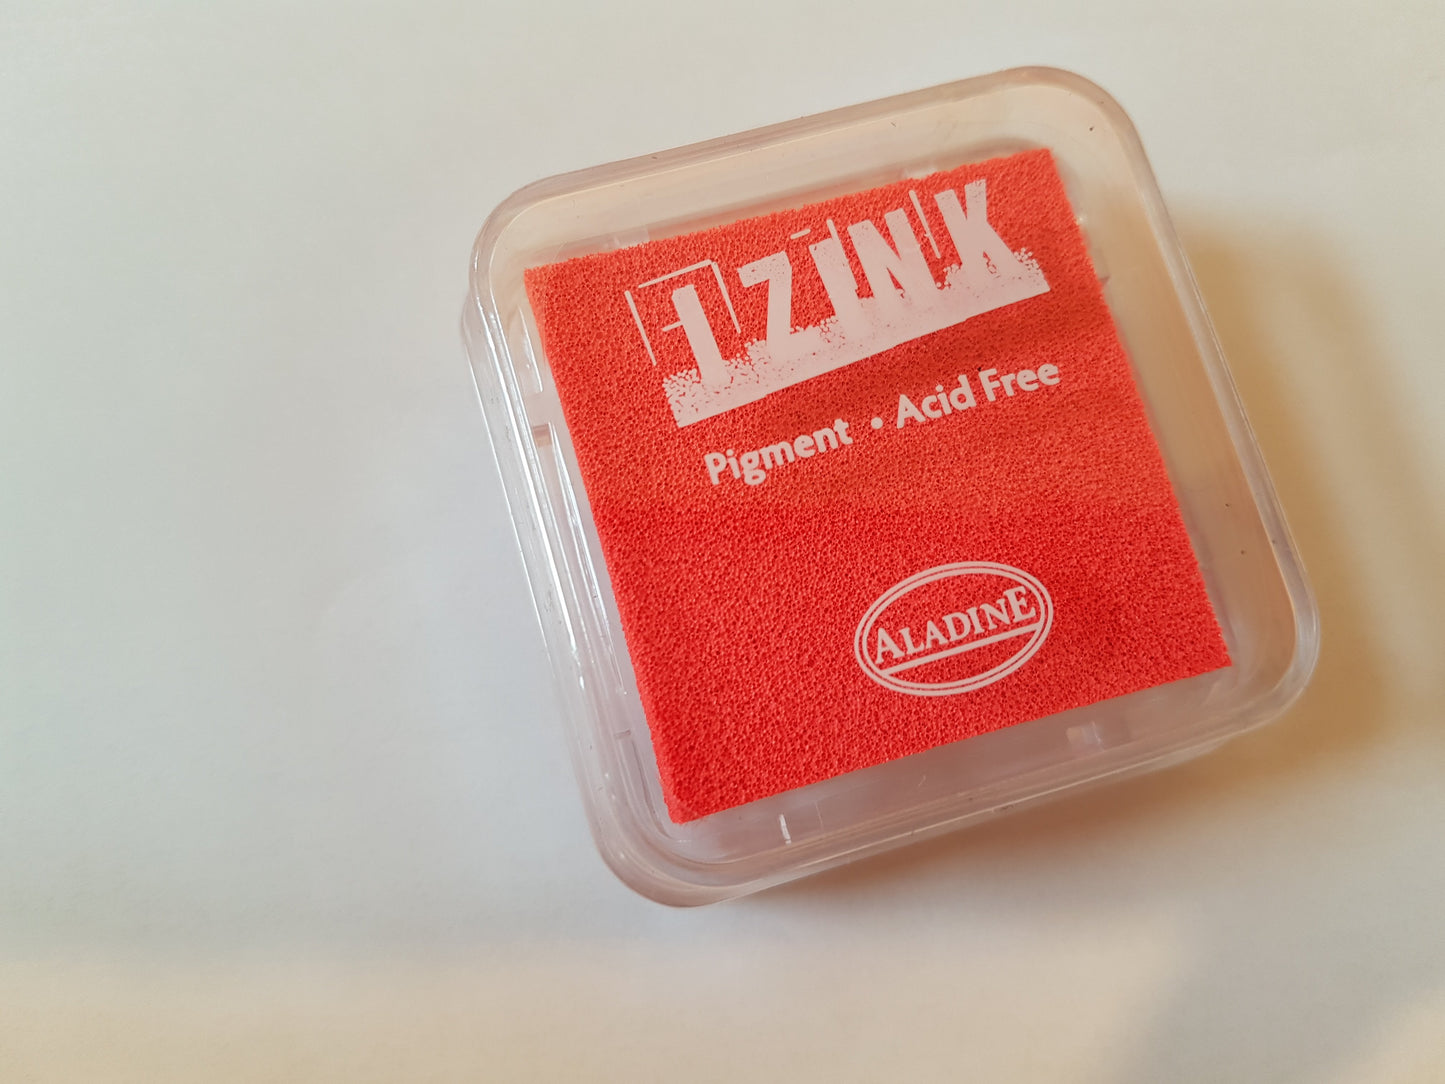 IZINK
Pigment • Acid Free
ALADINE